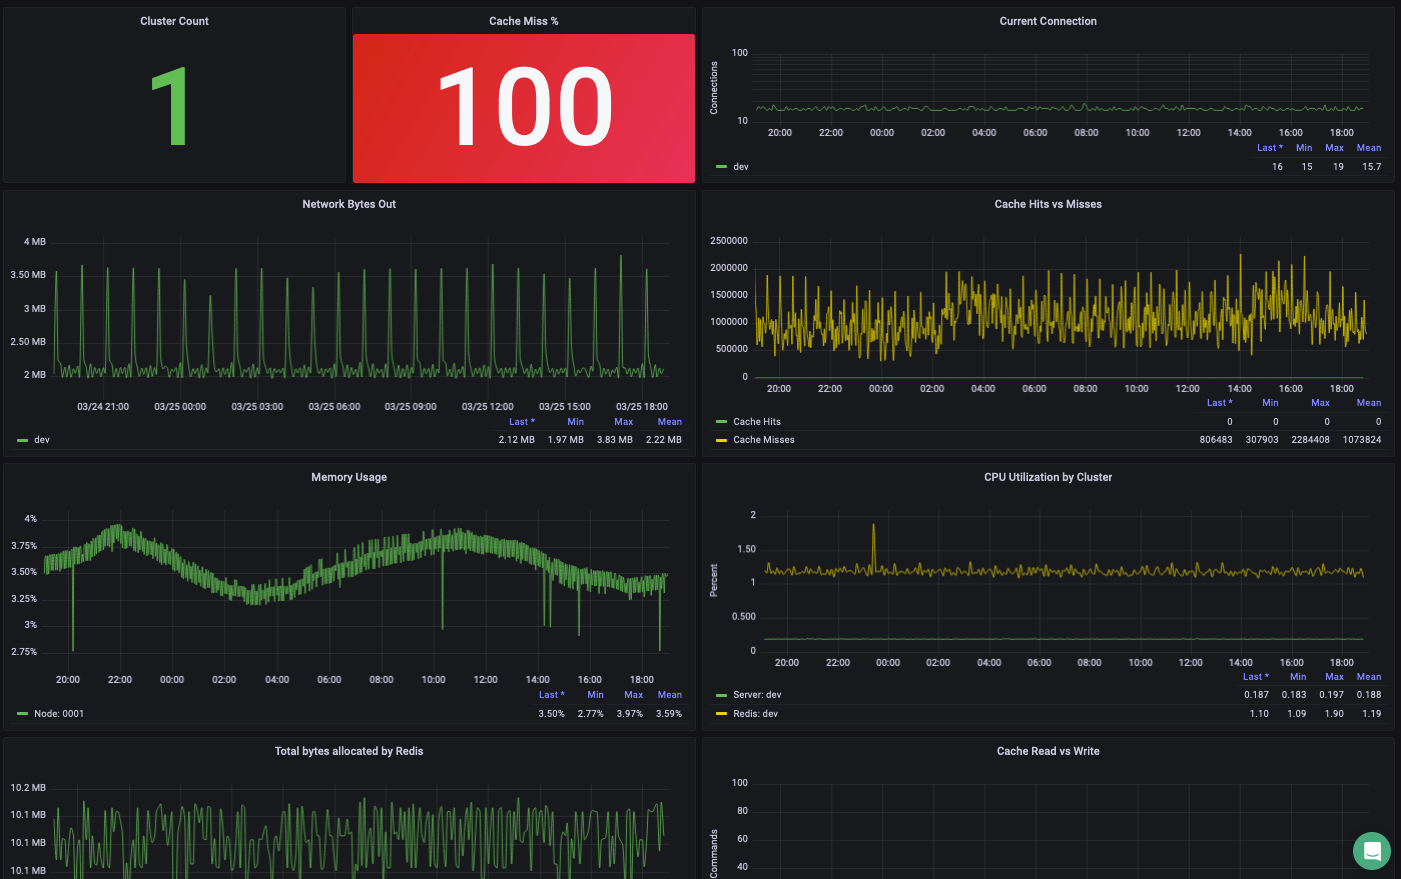 Cluster Count
1
Cache Miss %
100
Current Connection
Connections
100
10
20:00 22:00 00:00 02:00 04:00 06:00 08:00 10:00 12:00 14:00 16:00 18:00
Last * Min Max Mean
dev 16 15 19 15.7
Network Bytes Out
4 MB
3.50 MB
3 MB
2.50 MB
2 MB
03/24 21:00 03/25 00:00 03/25 03:00 03/25 06:00 03/25 09:00 03/25 12:00 03/25 15:00 03/25 18:00
Last * Min Max Mean
dev 2.12 MB 1.97 MB 3.83 MB 2.22 MB
Cache Hits vs Misses
2500000
2000000
1500000
1000000
500000
0
20:00 22:00 00:00 02:00 04:00 06:00 08:00 10:00 12:00 14:00 16:00 18:00
Last * Min Max Mean
Cache Hits 0 0 0 0
Cache Misses 806483 307903 2284408 1073824
Memory Usage
4%
3.75%
3.50%
3.25%
3%
2.75%
20:00 22:00 00:00 02:00 04:00 06:00 08:00 10:00 12:00 14:00 16:00 18:00
Last * Min Max Mean
Node: 0001 3.50% 2.77% 3.97% 3.59%
CPU Utilization by Cluster
Percent
2
1.50
1
0.500
0
20:00 22:00 00:00 02:00 04:00 06:00 08:00 10:00 12:00 14:00 16:00 18:00
Last * Min Max Mean
Server: dev 0.187 0.183 0.197 0.188
Redis: dev 1.10 1.09 1.90 1.19
Total bytes allocated by Redis
10.2 MB
10.1 MB
10.1 MB
10.1 MB
Cache Read vs Write
Commands
100
80
60
40